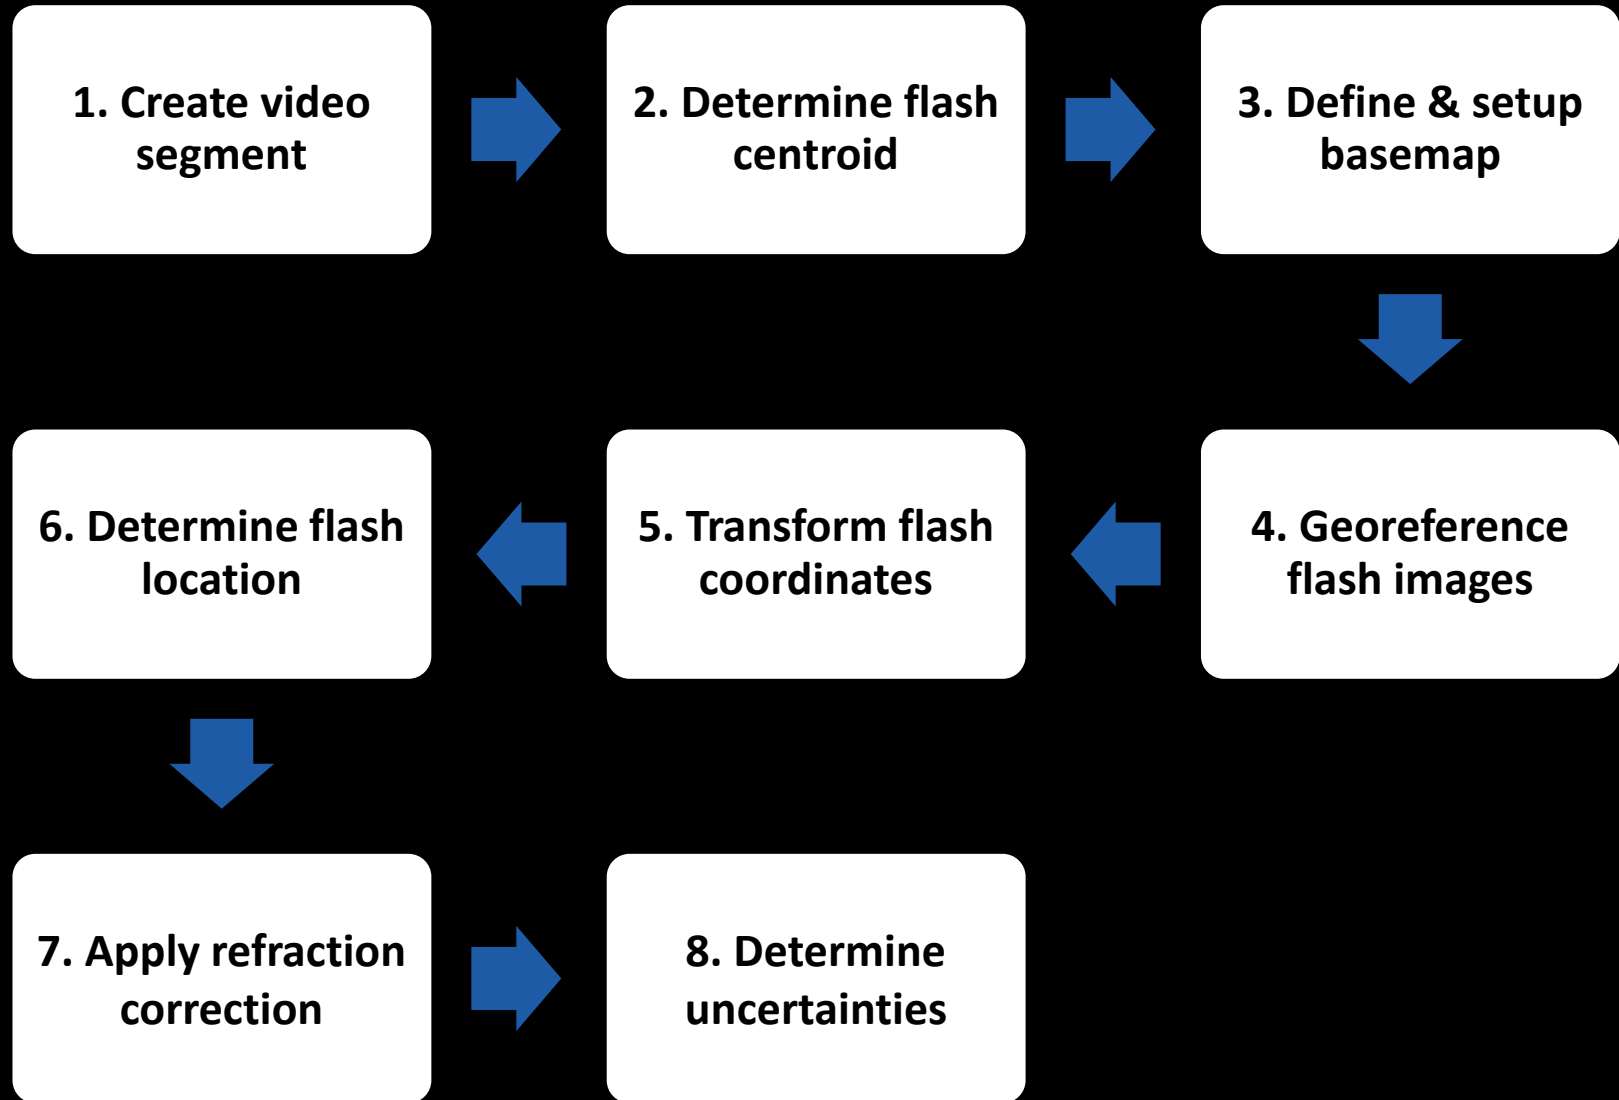 1. Create video
segment
2. Determine flash
centroid
3. Define & setup
basemap
4. Georeference
flash images
5. Transform flash
coordinates
6. Determine flash
location
7. Apply refraction
correction
8. Determine
uncertainties